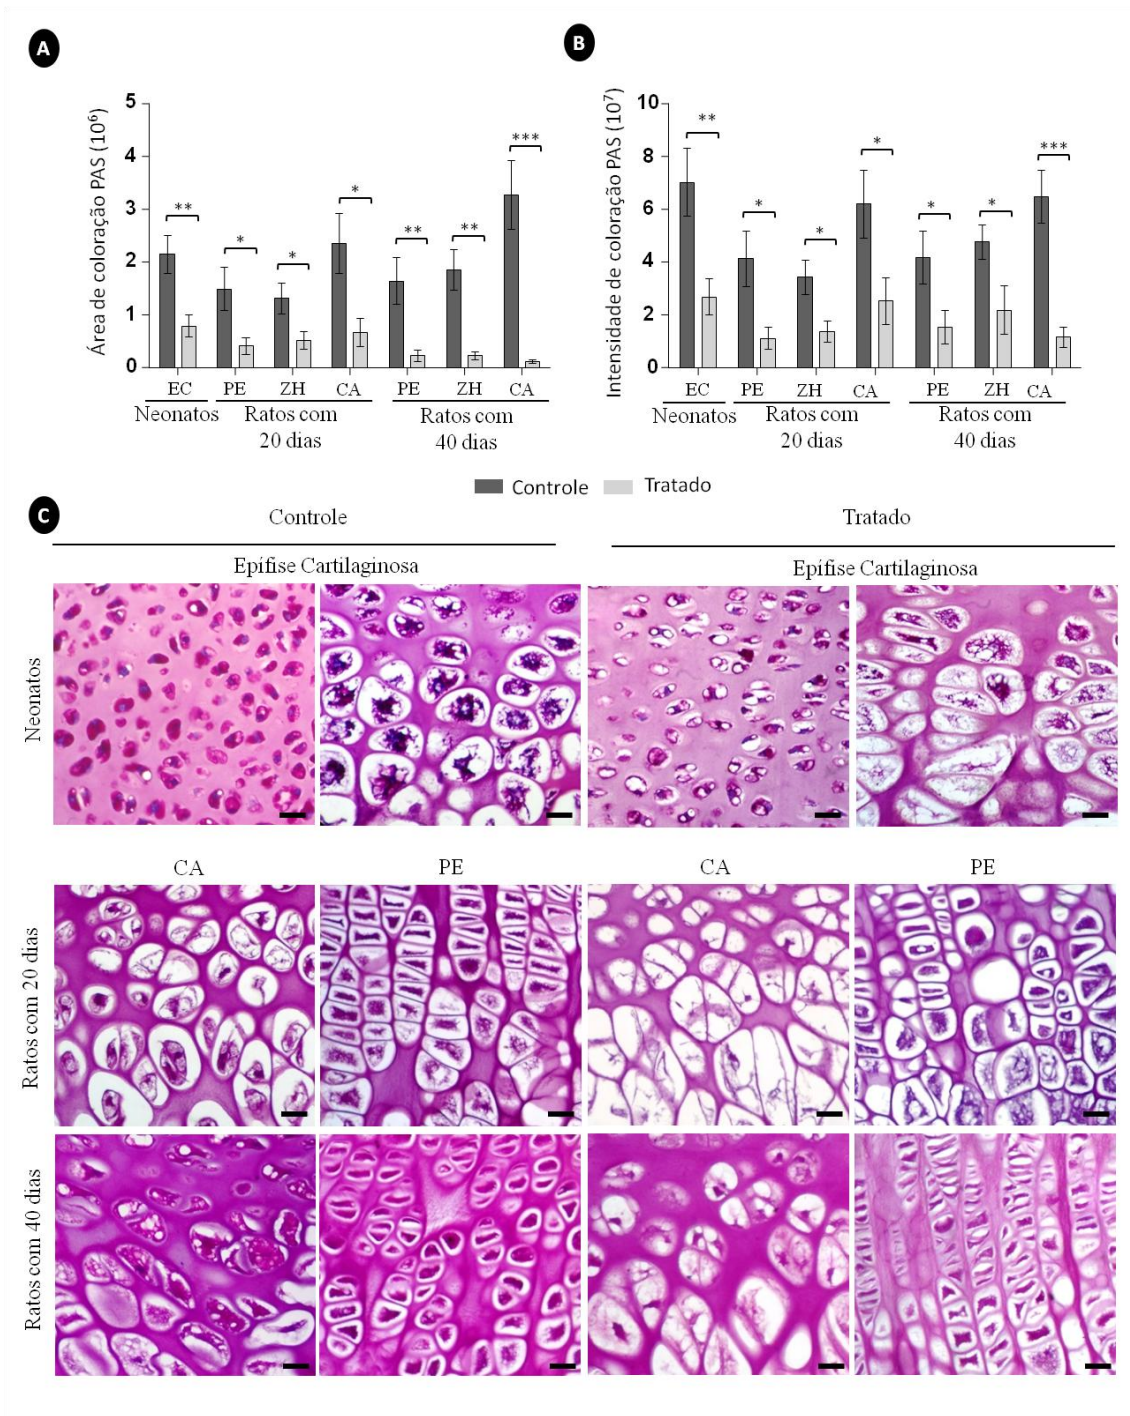 A
Área de coloração PAS (10⁶)
5
4
3
2
1
0
**
*
*
*
**
**
***
EC
PE
ZH
CA
PE
ZH
CA
Neonatos
Ratos com
20 dias
Ratos com
40 dias
B
Intensidade de coloração PAS (10⁷)
10
8
6
4
2
0
**
*
*
*
*
*
***
EC
PE
ZH
CA
PE
ZH
CA
Neonatos
Ratos com
20 dias
Ratos com
40 dias
Controle
Tratado
C
Controle
Tratado
Epífise Cartilaginosa
Epífise Cartilaginosa
Neonatos
CA
PE
CA
PE
Ratos com 20 dias
Ratos com 40 dias